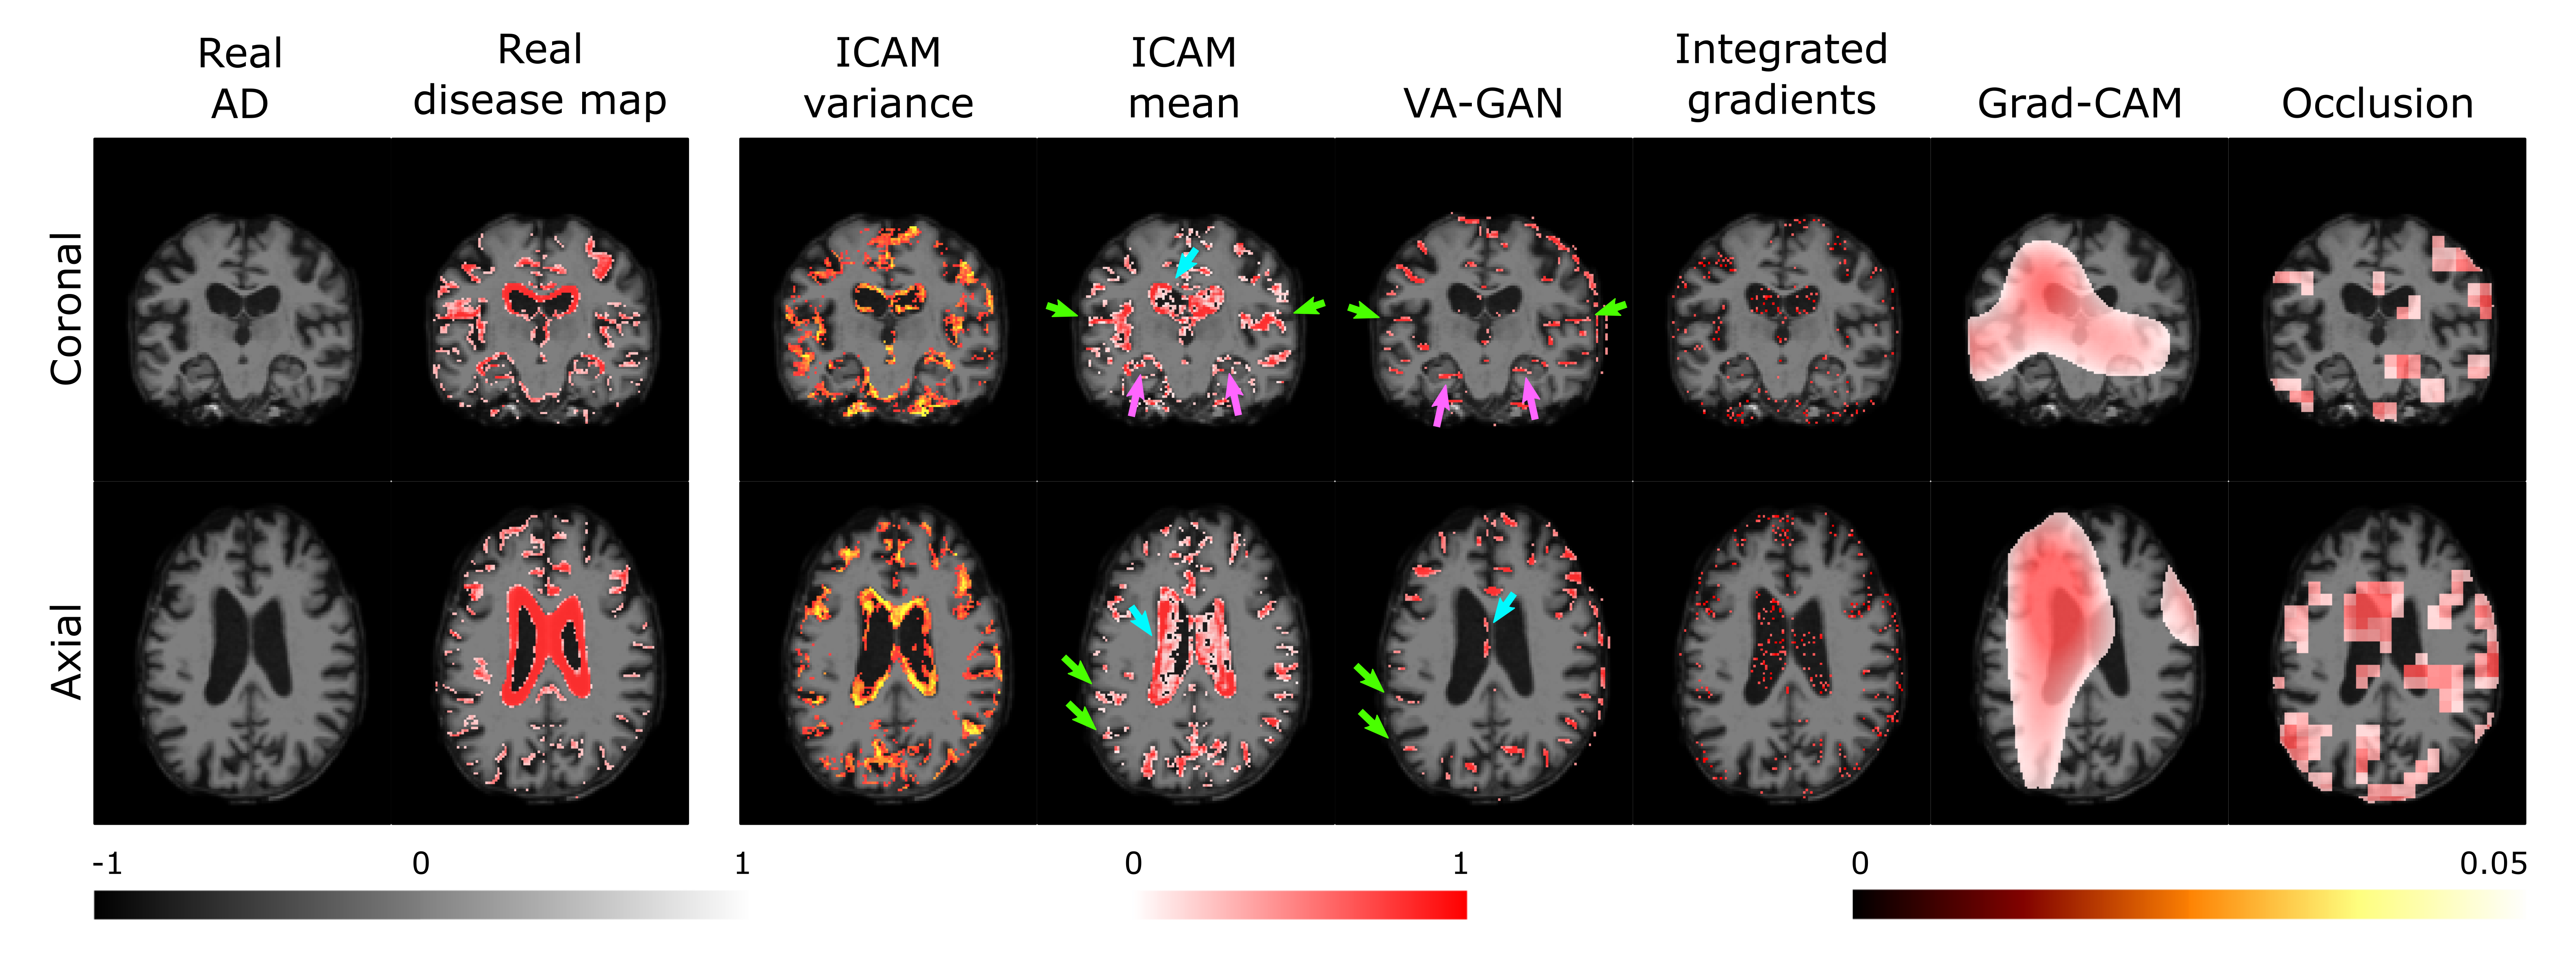 Real
AD
Real
disease map
ICAM
variance
ICAM
mean
VA-GAN
Integrated
gradients
Grad-CAM
Occlusion
Coronal
Axial
-1 0 1
0 1
0 0.05